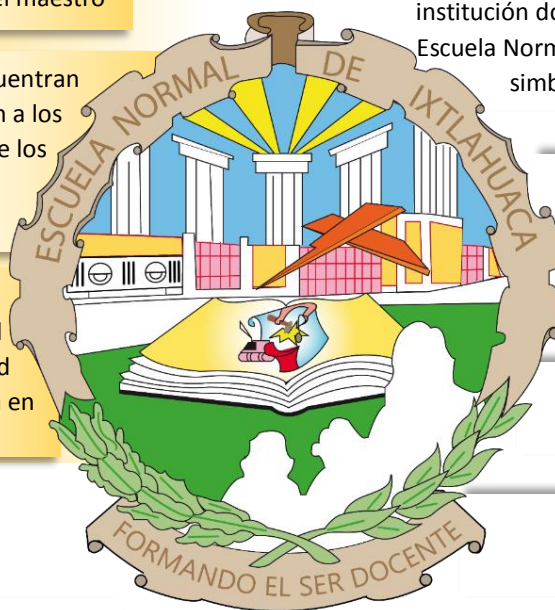 el maestro
uentran
n a los
e los
d
en
institución do
Escuela Norm
simb
ESCUELA NORMAL DE IXTLAHUACA
FORMANDO EL SER DOCENTE